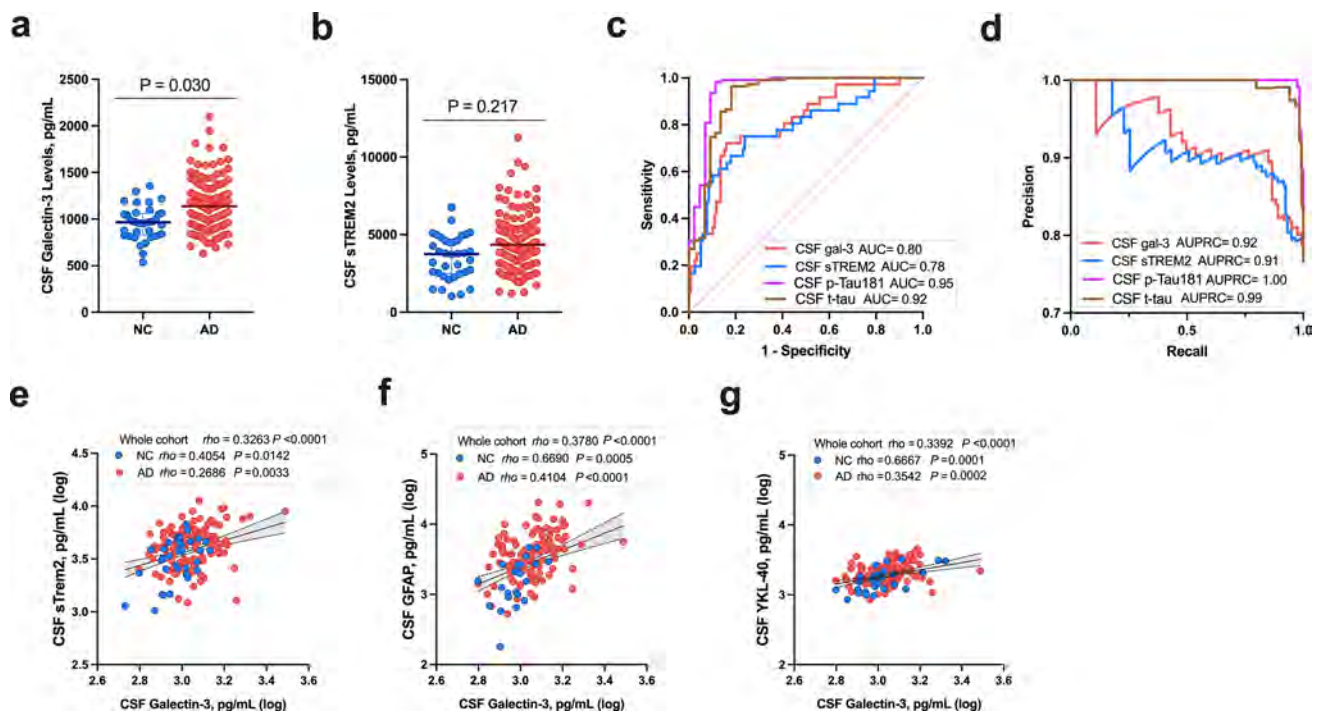 a
CSF Galectin-3 Levels, pg/mL
2500
2000
1500
1000
500
0
P = 0.030
NC
AD
b
CSF sTREM2 Levels, pg/mL
15000
10000
5000
0
P = 0.217
NC
AD
c
Sensitivity
1.0
0.8
0.6
0.4
0.2
0.0
CSF gal-3 AUC= 0.80
CSF sTREM2 AUC= 0.78
CSF p-Tau181 AUC= 0.95
CSF t-tau AUC= 0.92
0.0 0.2 0.4 0.6 0.8 1.0
1 - Specificity
d
Precision
1.0
0.9
0.8
0.7
CSF gal-3 AUPRC= 0.92
CSF sTREM2 AUPRC= 0.91
CSF p-Tau181 AUPRC= 1.00
CSF t-tau AUPRC= 0.99
0.0 0.5 1.0
Recall
e
Whole cohort rho = 0.3263 P <0.0001
NC rho = 0.4054 P = 0.0142
AD rho = 0.2686 P = 0.0033
CSF sTrem2, pg/mL (log)
4.5
4.0
3.5
3.0
2.5
2.6 2.8 3.0 3.2 3.4 3.6
CSF Galectin-3, pg/mL (log)
f
Whole cohort rho = 0.3780 P <0.0001
NC rho = 0.6690 P = 0.0005
AD rho = 0.4104 P <0.0001
CSF GFAP, pg/mL (log)
5
4
3
2
2.6 2.8 3.0 3.2 3.4 3.6
CSF Galectin-3, pg/mL (log)
g
Whole cohort rho = 0.3392 P <0.0001
NC rho = 0.6667 P = 0.0001
AD rho = 0.3542 P = 0.0002
CSF YKL-40, pg/mL (log)
5
4
3
2
2.6 2.8 3.0 3.2 3.4 3.6
CSF Galectin-3, pg/mL (log)